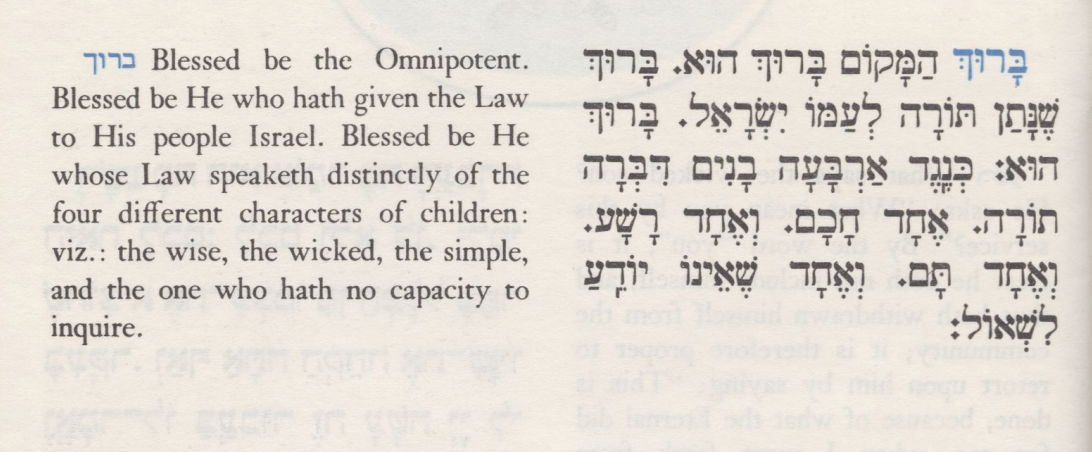 ברוך Blessed be the Omnipotent.
Blessed be He who hath given the Law
to His people Israel. Blessed be He
whose Law speaketh distinctly of the
four different characters of children:
viz.: the wise, the wicked, the simple,
and the one who hath no capacity to
inquire.
בָּרוּךְ הַמָּקוֹם בָּרוּךְ הוּא. בָּרוּךְ
שֶׁנָּתַן תּוֹרָה לְעַמּוֹ יִשְׂרָאֵל. בָּרוּךְ
הוּא: כְּנֶגֶד אַרְבָּעָה בָנִים דִּבְּרָה
תוֹרָה. אֶחָד חָכָם. וְאֶחָד רָשָׁע:
וְאֶחָד תָּם וְאֶחָד שֶׁאֵינוֹ יוֹדֵעַ
לִשְׁאוֹל: